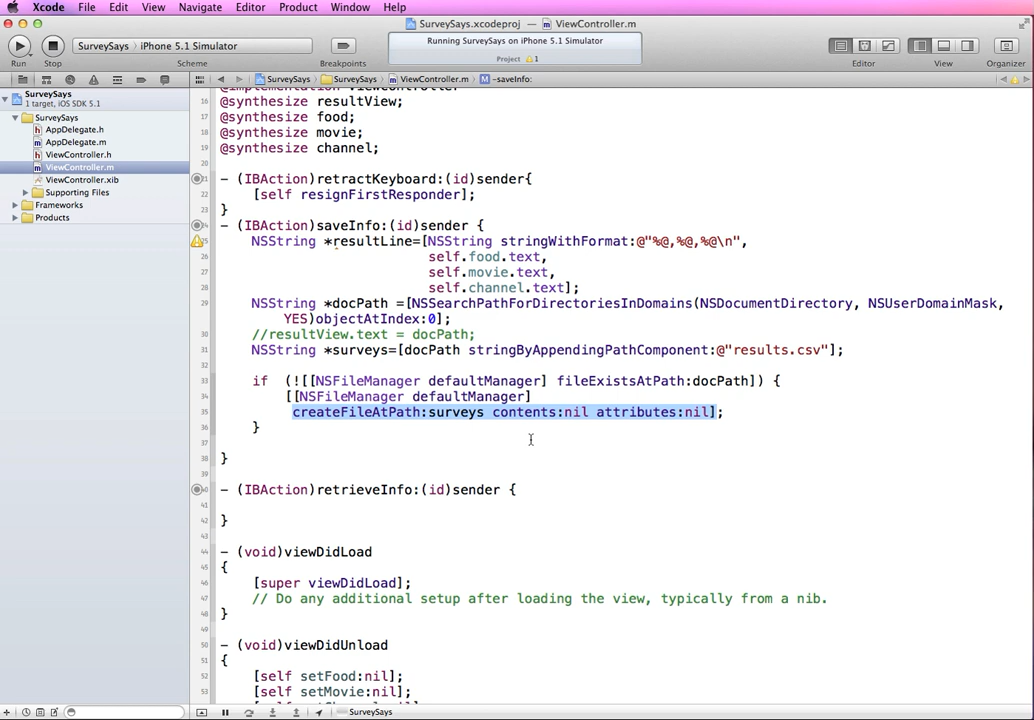 Xcode File Edit View Navigate Editor Product Window Help
SurveySays.xcodeproj — ViewController.m
SurveySays iPhone 5.1 Simulator
Running SurveySays on iPhone 5.1 Simulator
Project 1
Run Stop Scheme Breakpoints Editor View Organizer
SurveySays SurveySays ViewController.m M -saveInfo:
SurveySays
1 target, iOS SDK 5.1
SurveySays
h AppDelegate.h
m AppDelegate.m
h ViewController.h
m ViewController.m
ViewController.xib
Supporting Files
Frameworks
Products
16 @synthesize resultView;
17 @synthesize food;
18 @synthesize movie;
19 @synthesize channel;
20
21 - (IBAction)retractKeyboard:(id)sender{
22 [self resignFirstResponder];
23 }
24 - (IBAction)saveInfo:(id)sender {
25 NSString *resultLine=[NSString stringWithFormat:@"%@,%@,%@\n",
26 self.food.text,
27 self.movie.text,
28 self.channel.text];
29 NSString *docPath =[NSSearchPathForDirectoriesInDomains(NSDocumentDirectory, NSUserDomainMask,
YES)objectAtIndex:0];
30 //resultView.text = docPath;
31 NSString *surveys=[docPath stringByAppendingPathComponent:@"results.csv"];
32
33 if (![[NSFileManager defaultManager] fileExistsAtPath:docPath]) {
34 [[NSFileManager defaultManager]
35 createFileAtPath:surveys contents:nil attributes:nil];
36 }
37
38 }
39
40 - (IBAction)retrieveInfo:(id)sender {
41
42 }
43
44 - (void)viewDidLoad
45 {
46 [super viewDidLoad];
47 // Do any additional setup after loading the view, typically from a nib.
48 }
49
50 - (void)viewDidUnload
51 {
52 [self setFood:nil];
53 [self setMovie:nil];
SurveySays